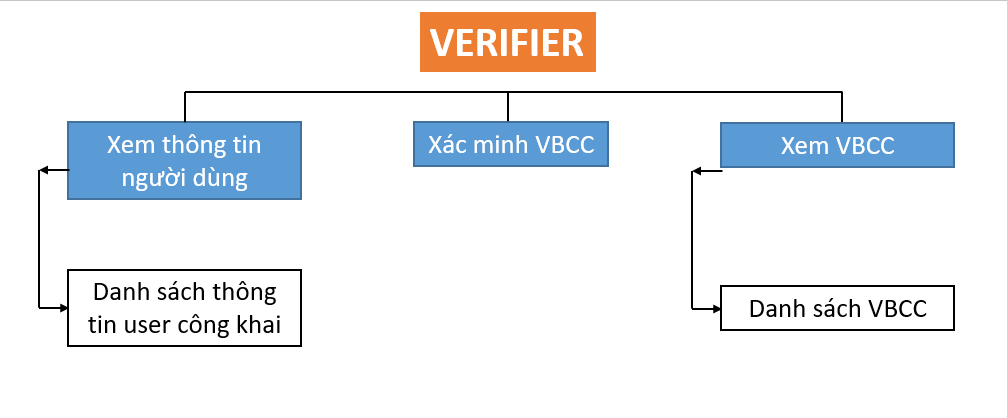 VERIFIER
Xem thông tin
người dùng
Xác minh VBCC
Xem VBCC
Danh sách thông
tin user công khai
Danh sách VBCC